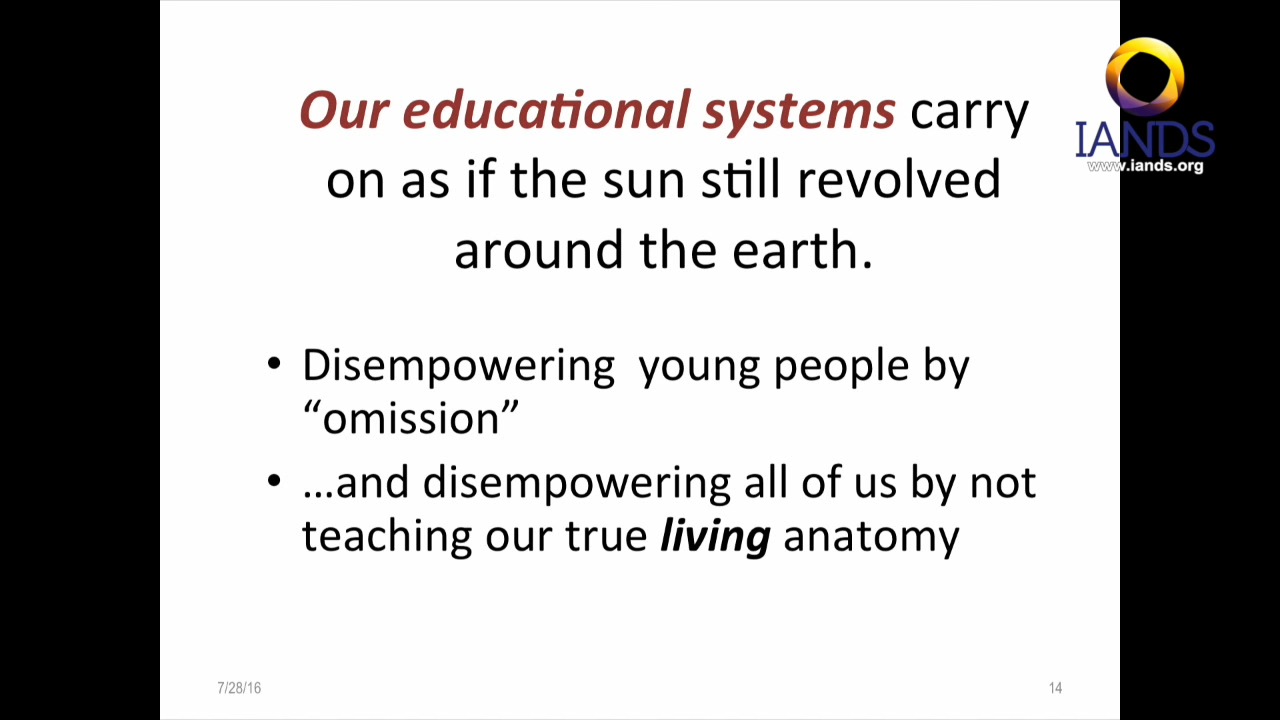 Our educational systems carry
on as if the sun still revolved
around the earth.
• Disempowering  young people by
“omission”
• …and disempowering all of us by not
teaching our true living anatomy
7/28/16
14
IANDS
www.iands.org